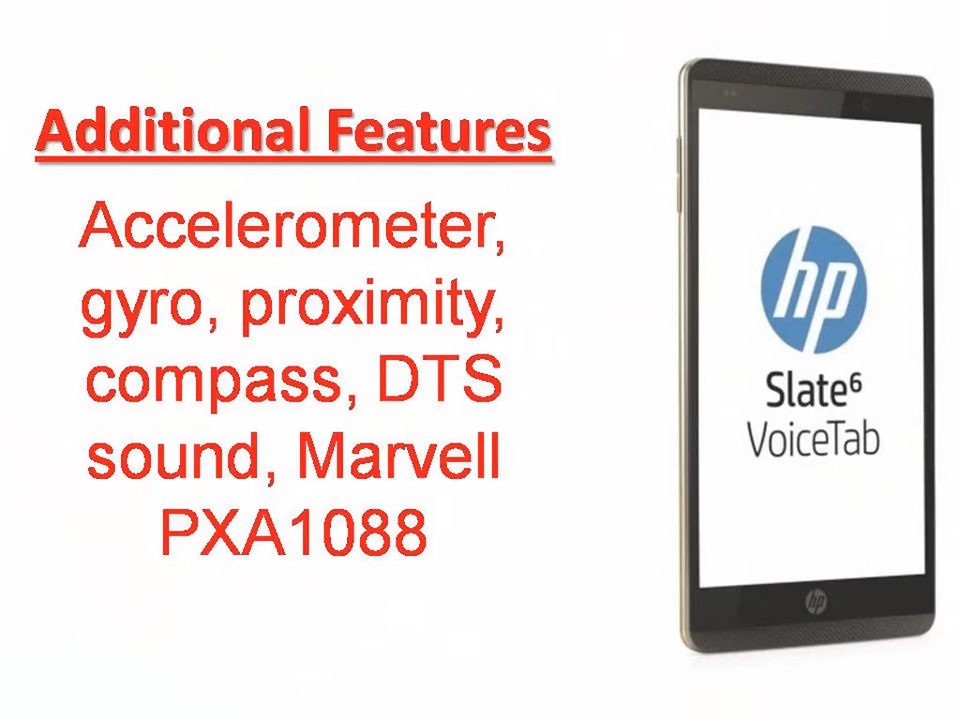 Additional Features
Accelerometer,
gyro, proximity,
compass, DTS
sound, Marvell
PXA1088
hp
Slate6
VoiceTab
hp